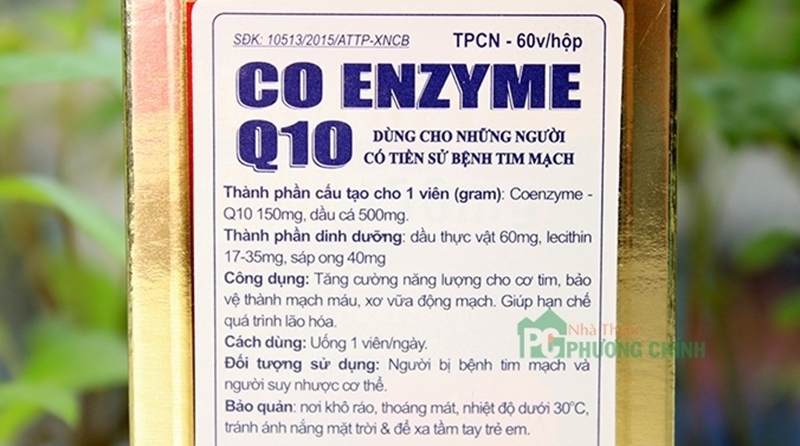 SĐK: 10513/2015/ATTP-XNCB TPCN - 60v/hộp
CO ENZYME
Q10 DÙNG CHO NHỮNG NGƯỜI
CÓ TIỀN SỬ BỆNH TIM MẠCH
Thành phần cấu tạo cho 1 viên (gram): Coenzyme -
Q10 150mg, dầu cá 500mg.
Thành phần dinh dưỡng: dầu thực vật 60mg, lecithin
17-35mg, sáp ong 40mg
Công dụng: Tăng cường năng lượng cho cơ tim, bảo
vệ thành mạch máu, xơ vữa động mạch. Giúp hạn chế
quá trình lão hóa.
Cách dùng: Uống 1 viên/ngày.
Đối tượng sử dụng: Người bị bệnh tim mạch và
người suy nhược cơ thể.
Bảo quản: nơi khô ráo, thoáng mát, nhiệt độ dưới 30°C,
tránh ánh nắng mặt trời & để xa tầm tay trẻ em.
Nhà Thuốc
PC PHƯƠNG CHÍNH